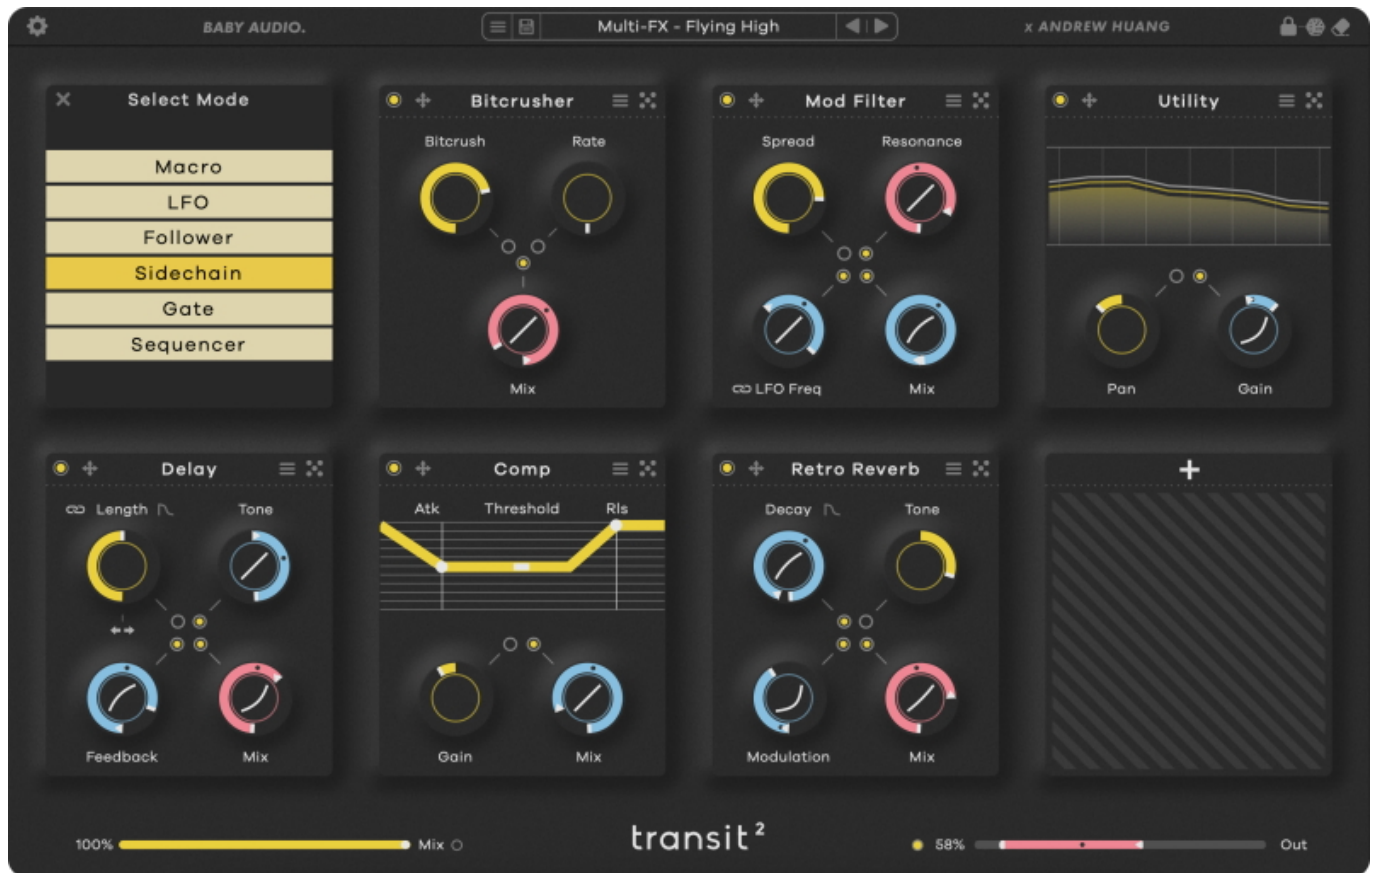 BABY AUDIO.
Multi-FX - Flying High
x ANDREW HUANG
Select Mode
Macro
LFO
Follower
Sidechain
Gate
Sequencer
Bitcrusher
Bitcrush Rate
Mix
Mod Filter
Spread Resonance
LFO Freq Mix
Utility
Pan Gain
Delay
Length Tone
Feedback Mix
Comp
Atk Threshold Rls
Gain Mix
Retro Reverb
Decay Tone
Modulation Mix
+
100% Mix
transit²
58% Out